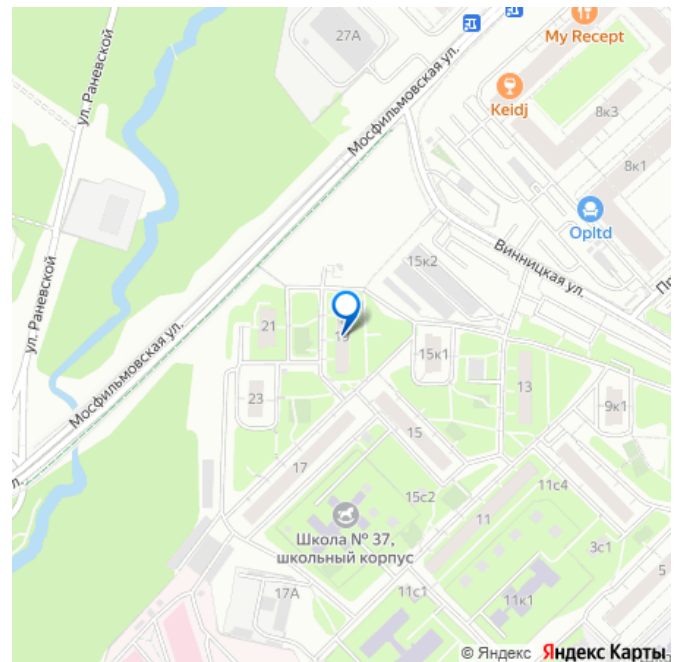 27А
My Recept
ул. Раневской
Мосфильмовская ул.
Keidj
8к3
8к1
Opltd
Винницкая ул.
15к2
21
19
15к1
13
9к1
ул. Раневской
Мосфильмовская ул.
23
15
17
15с2
11с4
11
Школа № 37,
школьный корпус
3с1
5
17А
11с1
11к1
© Яндекс Яндекс Карты